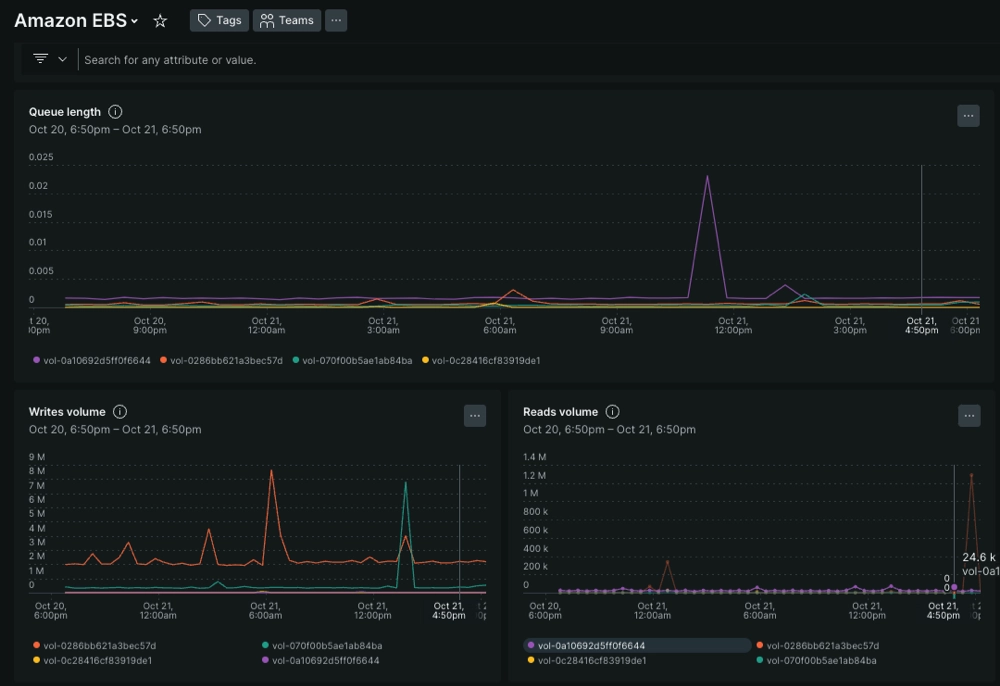 Amazon EBS
Tags
Teams
...
Search for any attribute or value.
Queue length
Oct 20, 6:50pm – Oct 21, 6:50pm
...
0.025
0.02
0.015
0.01
0.005
0
t 20, Oct 20, Oct 21, Oct 21, Oct 21, Oct 21, Oct 21, Oct 21, Oct 21, Oct 21
9:00pm 12:00am 3:00am 6:00am 9:00am 12:00pm 3:00pm 4:50pm
vol-0a10692d5ff0f6644 vol-0286bb621a3bec57d vol-070f00b5ae1ab84ba vol-0c28416cf83919de1
Writes volume
Oct 20, 6:50pm – Oct 21, 6:50pm
...
9 M
8 M
7 M
6 M
5 M
4 M
3 M
2 M
1 M
0
Oct 20, Oct 21, Oct 21, Oct 21, Oct 21,
6:00pm 12:00am 6:00am 12:00pm 4:50pm
vol-0286bb621a3bec57d vol-070f00b5ae1ab84ba
vol-0c28416cf83919de1 vol-0a10692d5ff0f6644
Reads volume
Oct 20, 6:50pm – Oct 21, 6:50pm
...
1.4 M
1.2 M
1 M
800 k
600 k
400 k
200 k
0
24.6 k
vol-0a1
0
0
Oct 20, Oct 21, Oct 21, Oct 21, Oct 21,
6:00pm 12:00am 6:00am 12:00pm 4:50pm
vol-0a10692d5ff0f6644 vol-0286bb621a3bec57d
vol-0c28416cf83919de1 vol-070f00b5ae1ab84ba